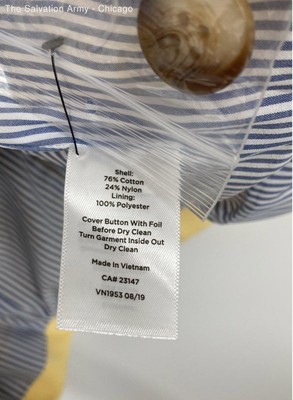 The Salvation Army - Chicago
Shell:
76% Cotton
24% Nylon
Lining:
100% Polyester
Cover Button With Foil
Before Dry Clean
Turn Garment Inside Out
Dry Clean
Made in Vietnam
CA# 23147
VN1953 08/19